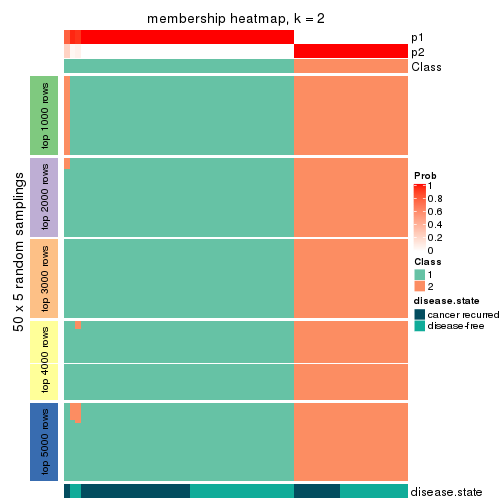 membership heatmap, k = 2
p1
p2
Class
50 x 5 random samplings
top 1000 rows
top 2000 rows
top 3000 rows
top 4000 rows
top 5000 rows
Prob
1
0.8
0.6
0.4
0.2
0
Class
1
2
disease.state
cancer recurred
disease-free
disease.state